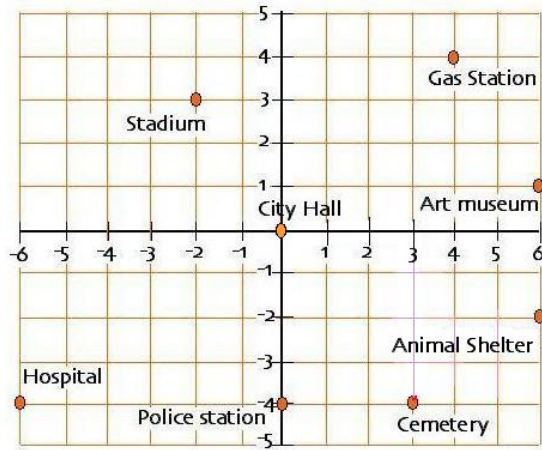 5
4
Gas Station
3
Stadium
2
1
City Hall
Art museum
-6 -5 -4 -3 -2 -1 1 2 3 4 5 6
-1
-2
Animal Shelter
-3
Hospital
-4
Police station
Cemetery
-5